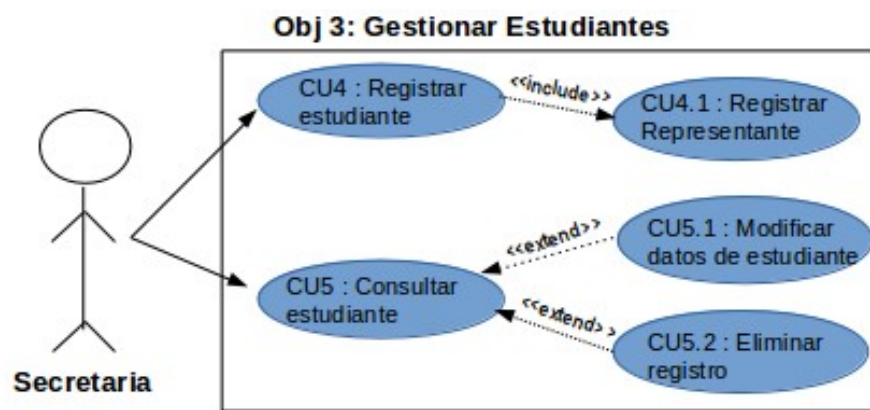 Obj 3: Gestionar Estudiantes
CU4 : Registrar
estudiante
<<include>>
CU4.1 : Registrar
Representante
CU5 : Consultar
estudiante
<<extend>>
CU5.1 : Modificar
datos de estudiante
<<extend>>
CU5.2 : Eliminar
registro
Secretaria